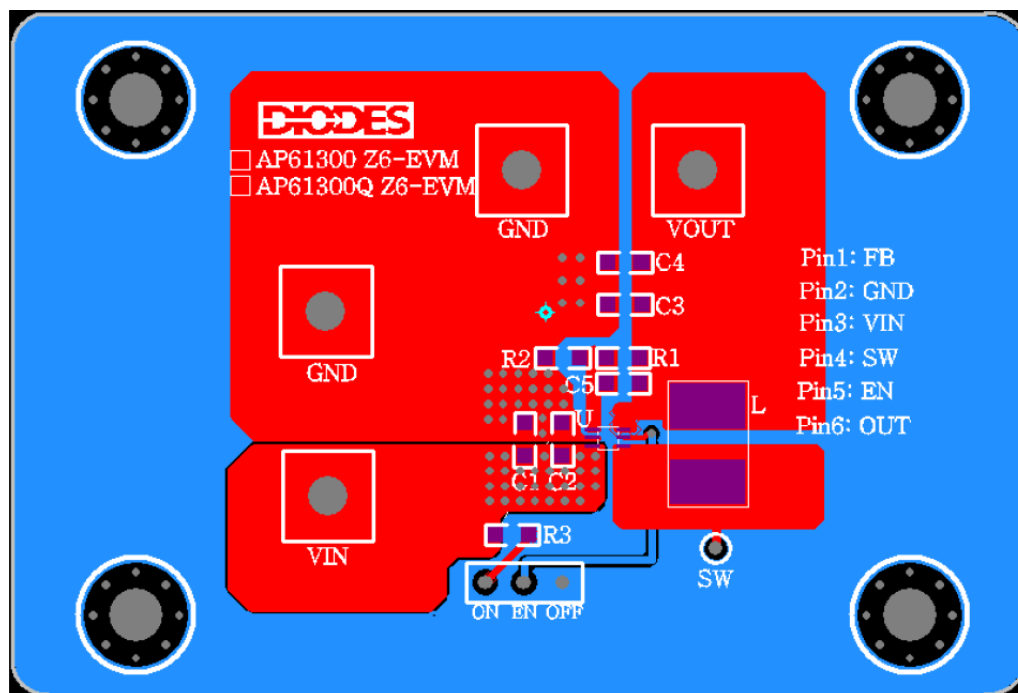 DIODES
AP61300 Z6-EVM
AP61300Q Z6-EVM
GND
VOUT
C4
Pin1: FB
Pin2: GND
C3
Pin3: VIN
GND
R2
R1
Pin4: SW
C5
Pin5: EN
L
U
Pin6: OUT
C1
C2
VIN
R3
SW
ON EN OFF